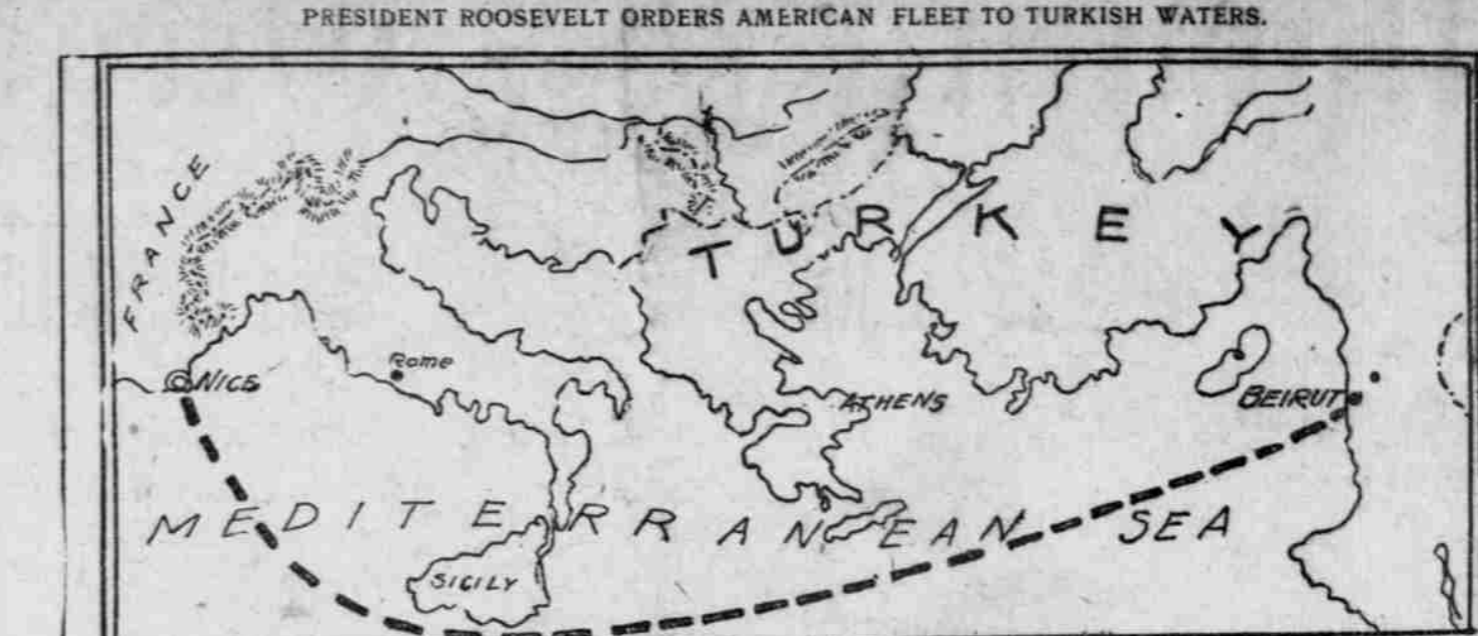 PRESIDENT ROOSEVELT ORDERS AMERICAN FLEET TO TURKISH WATERS.
FRANCE
TURKEY
Rome
NICE
ATHENS
BEIRUT
MEDITERRANEAN SEA
SICILY